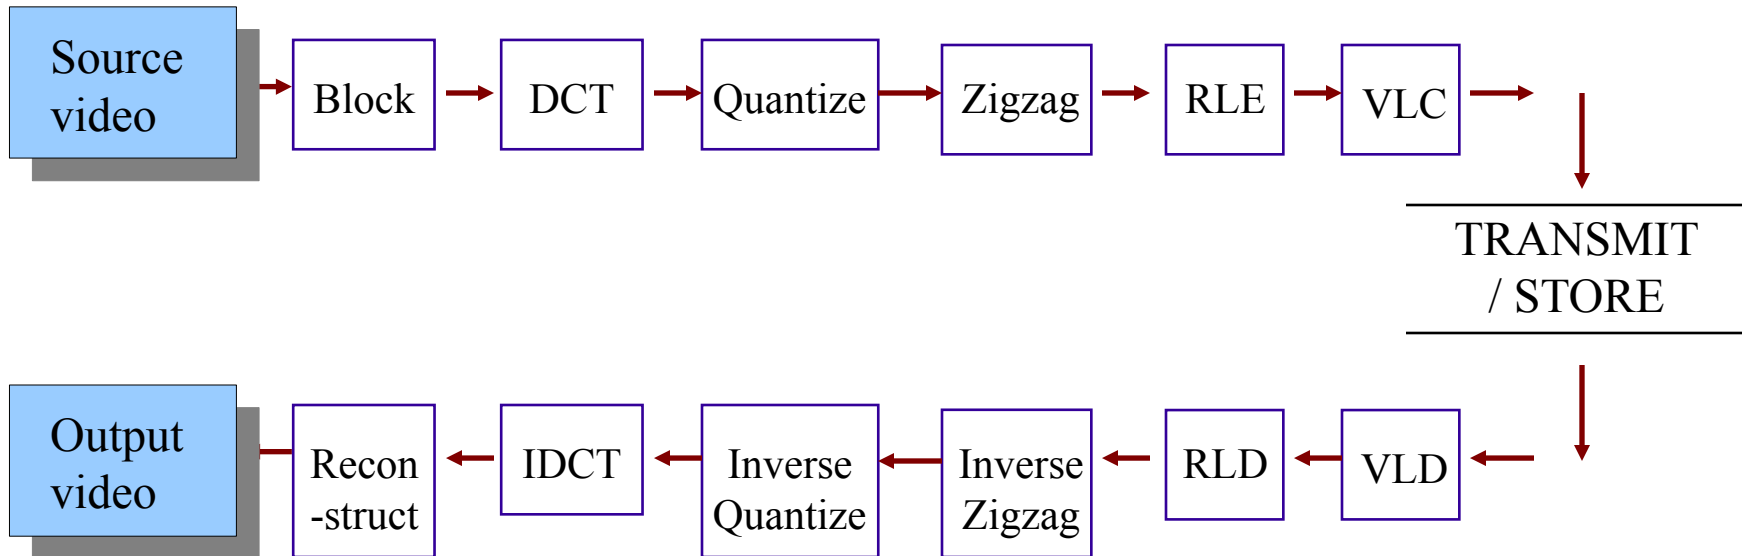 Source
video
Block
DCT
Quantize
Zigzag
RLE
VLC
TRANSMIT
/ STORE
Output
video
Recon
-struct
IDCT
Inverse
Quantize
Inverse
Zigzag
RLD
VLD